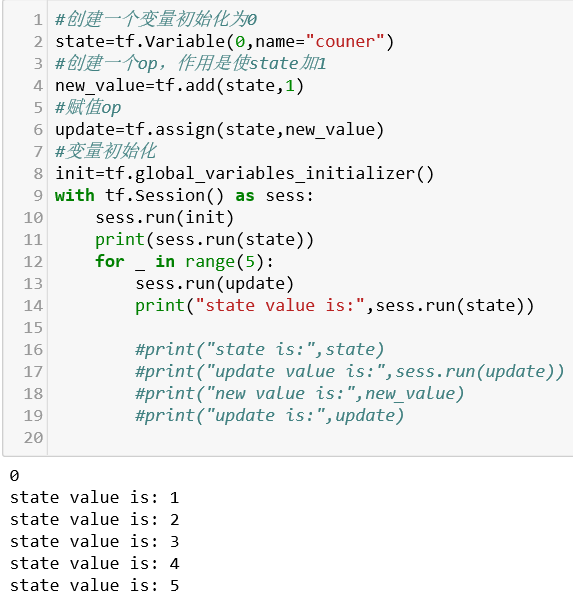 1 #创建一个变量初始化为0
2 state=tf.Variable(0,name="couner")
3 #创建一个op，作用是使state加1
4 new_value=tf.add(state,1)
5 #赋值op
6 update=tf.assign(state,new_value)
7 #变量初始化
8 init=tf.global_variables_initializer()
9 with tf.Session() as sess:
10     sess.run(init)
11     print(sess.run(state))
12     for _ in range(5):
13         sess.run(update)
14         print("state value is:",sess.run(state))
15
16         #print("state is:",state)
17         #print("update value is:",sess.run(update))
18         #print("new value is:",new_value)
19         #print("update is:",update)
20
0
state value is: 1
state value is: 2
state value is: 3
state value is: 4
state value is: 5